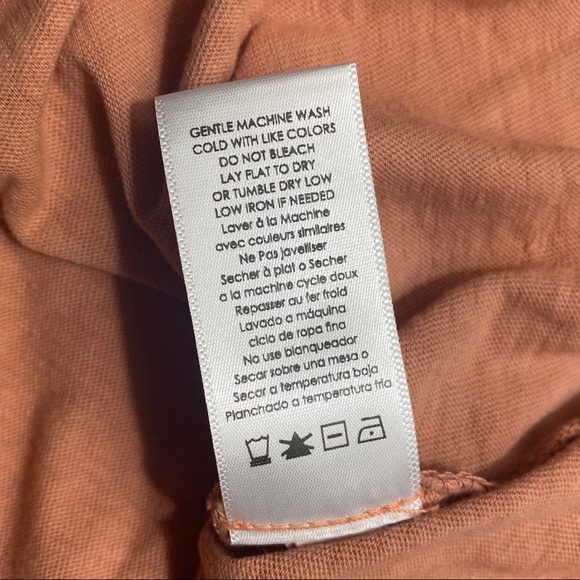 GENTLE MACHINE WASH
COLD WITH LIKE COLORS
DO NOT BLEACH
LAY FLAT TO DRY
OR TUMBLE DRY LOW
LOW IRON IF NEEDED
Laver à la Machine
avec couleurs similaires
Ne Pas javelliser
Secher à plat o Secher
a la machine cycle doux
Repasser au fer froid
Lavado a máquina
ciclo de ropa fina
No use blanqueador
Secar sobre una mesa o
Secar a temperatura baja
Planchado a temperatura fria